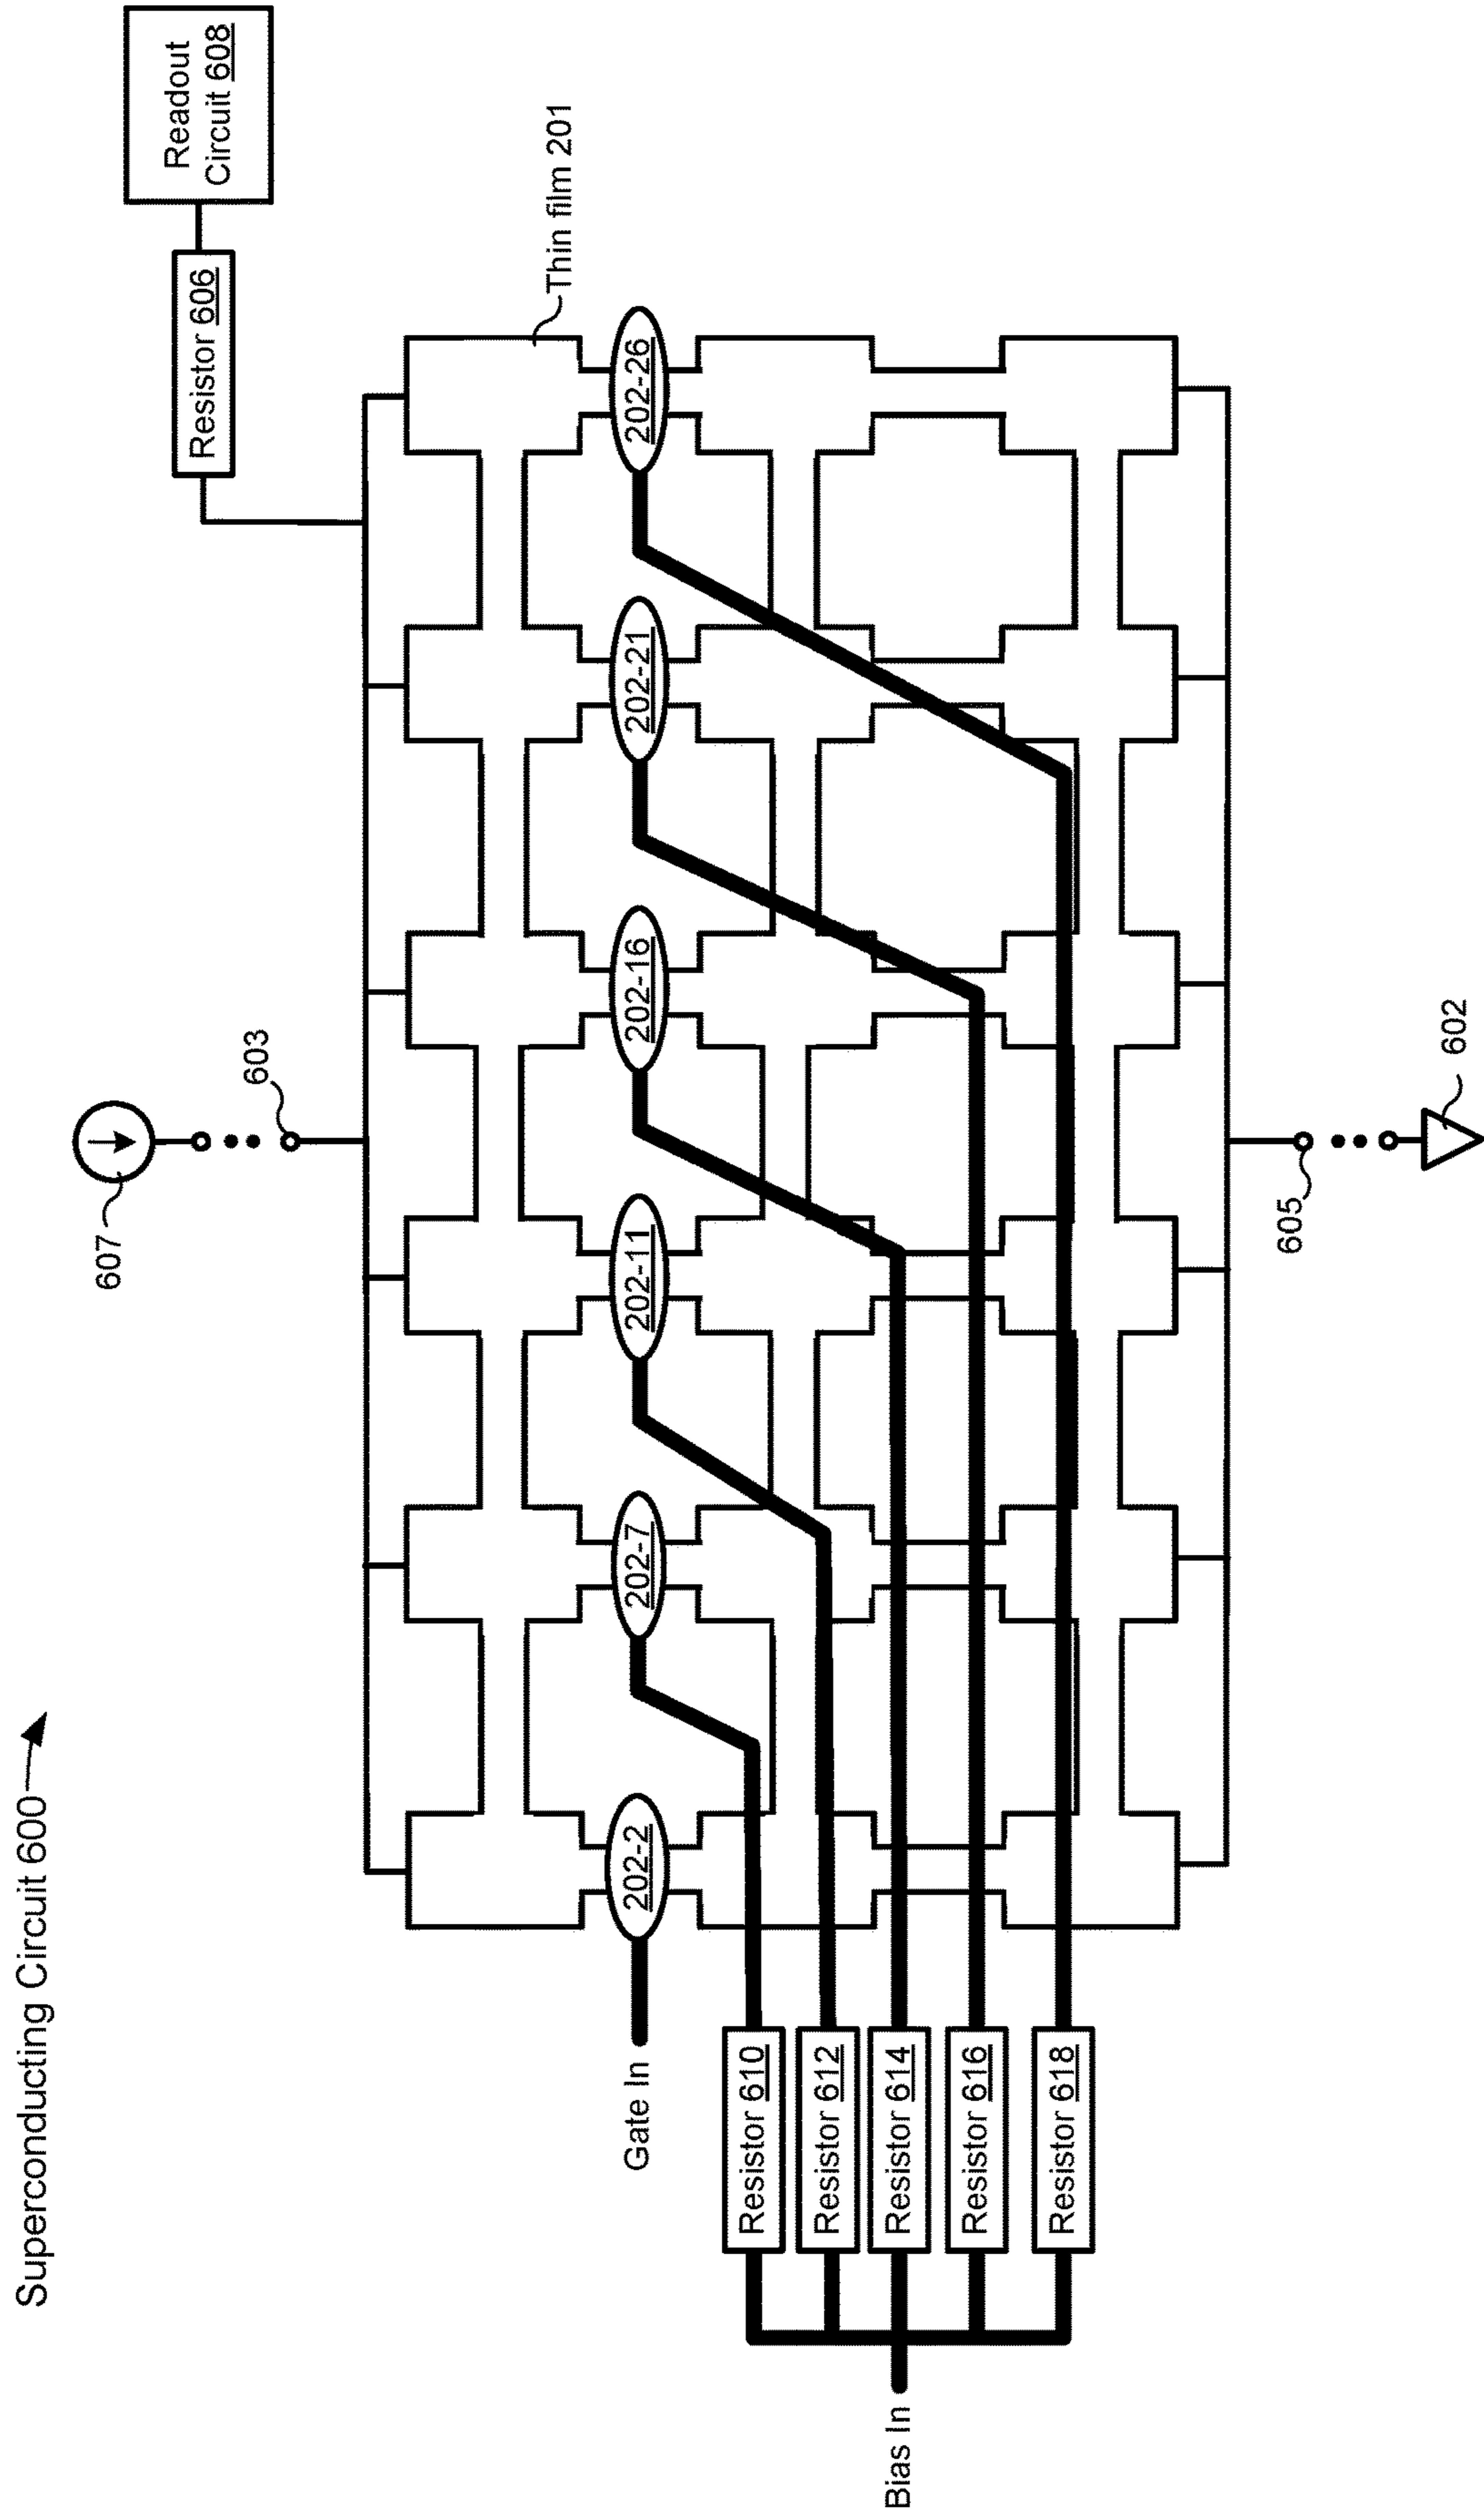 Superconducting Circuit 600
607
603
Readout
Circuit 608
Resistor 606
Thin film 201
202-2
202-7
202-11
202-16
202-21
202-26
Gate In
Resistor 610
Resistor 612
Resistor 614
Resistor 616
Resistor 618
Bias In
605
602